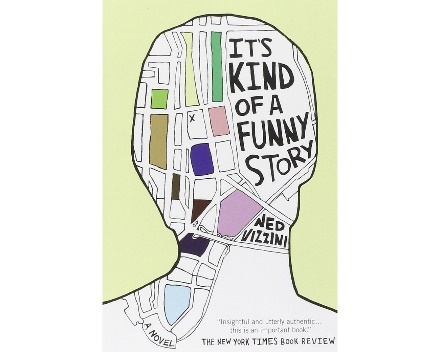 IT'S
KIND
OF A
FUNNY
STORY
X
NED
VIZZINI
A NOVEL
"Insightful and utterly authentic...
this is an important book."
THE NEW YORK TIMES BOOK REVIEW